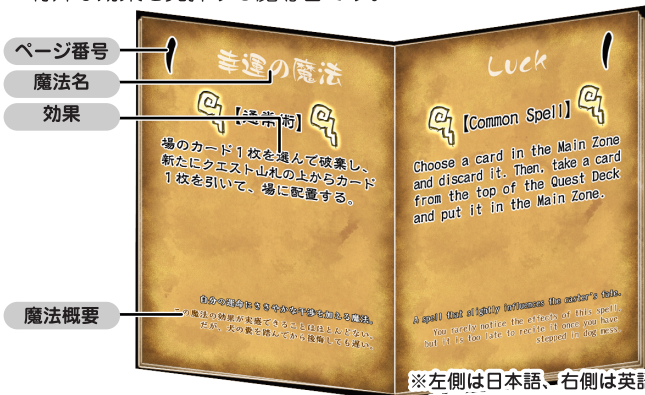 ページ番号
魔法名
効果
魔法概要
1
幸運の魔法
【通常術】
場のカード1枚を選んで破棄し、
新たにクエスト山札の上からカード
1枚を引いて、場に配置する。
自分の運命にささやかな干渉を加える魔法。
この魔法の効果が実感できることはほとんどない。
だが、犬の糞を踏んでから後悔しても遅い。
1
Luck
【Common Spell】
Choose a card in the Main Zone
and discard it. Then, take a card
from the top of the Quest Deck
and put it in the Main Zone.
A spell that slightly influences the caster's fate.
You rarely notice the effects of this spell,
but it is too late to recite it once you have
stepped in dog mess.
※左側は日本語、右側は英語